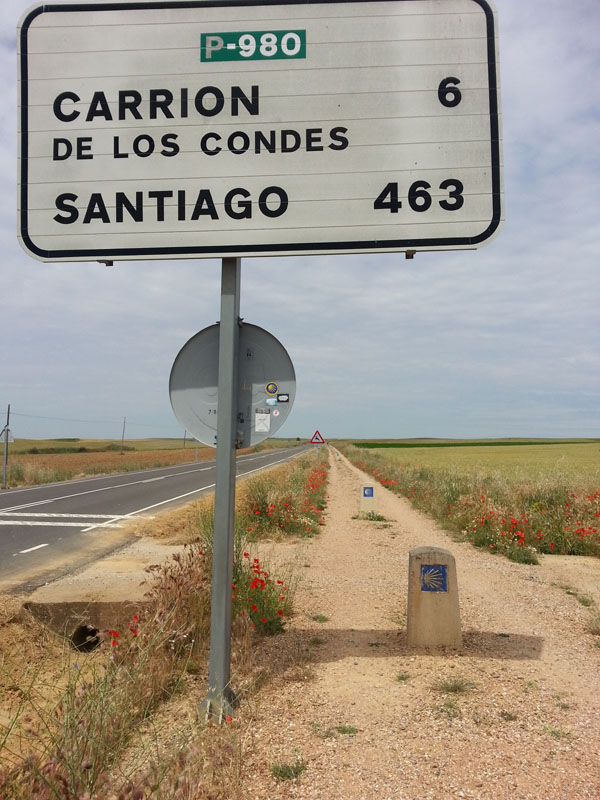 P-980
CARRION 6
DE LOS CONDES
SANTIAGO 463